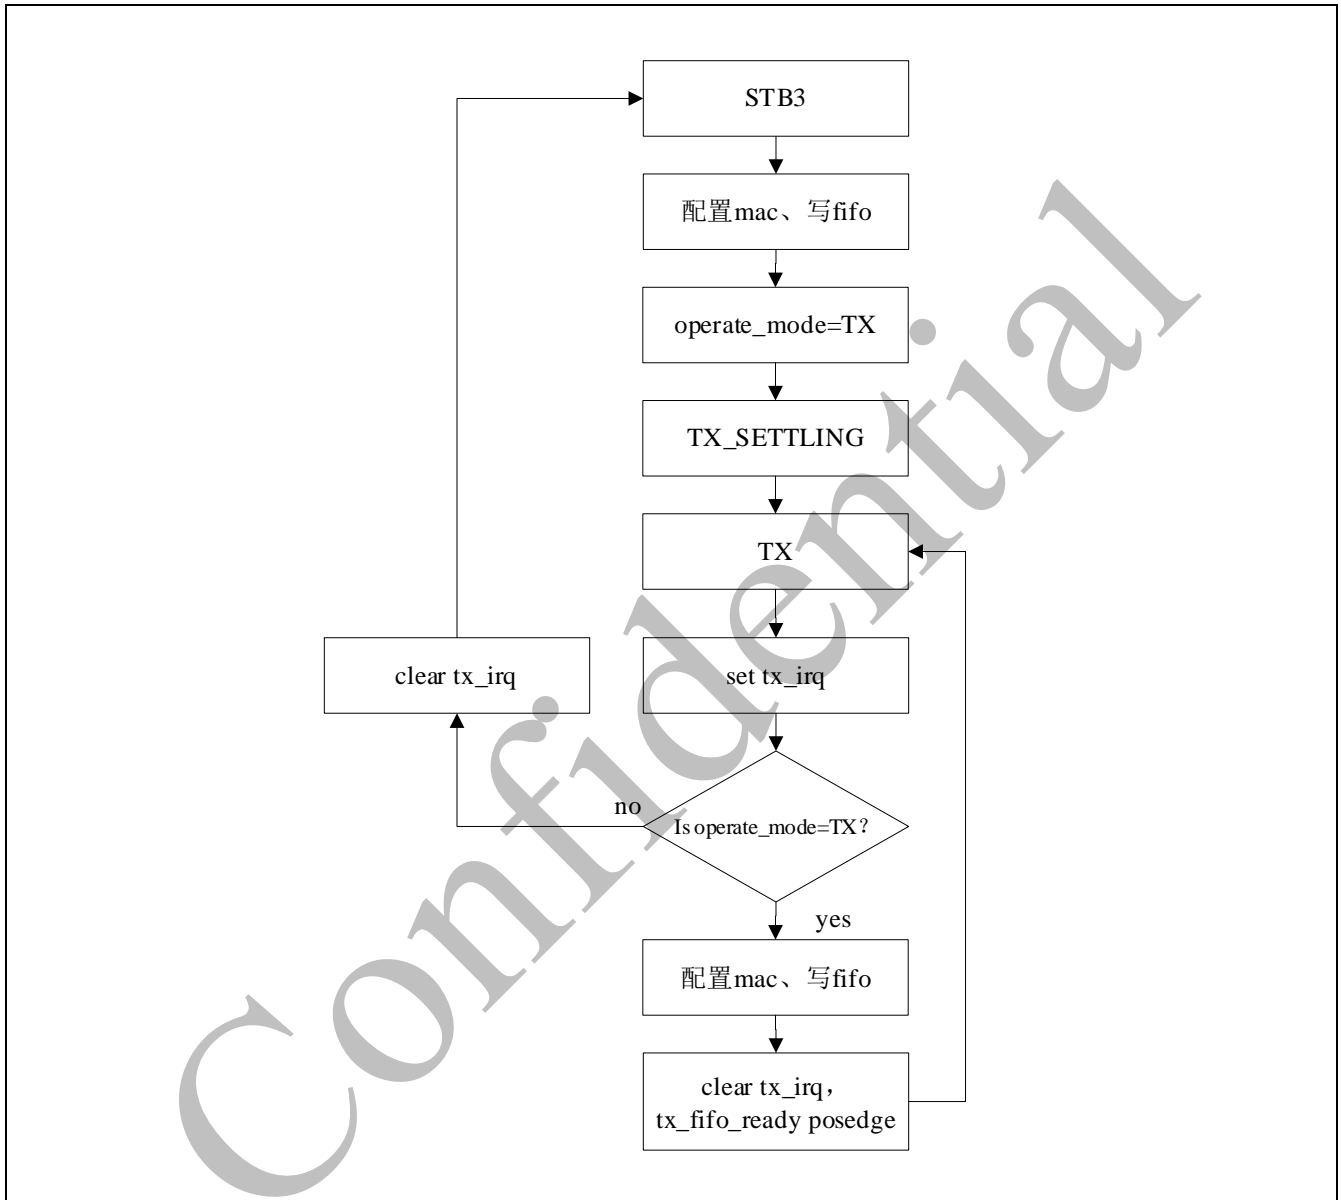 STB3
配置mac、写fifo
operate_mode=TX
TX_SETTLING
TX
clear tx_irq
set tx_irq
no
Is operate_mode=TX？
yes
配置mac、写fifo
clear tx_irq，
tx_fifo_ready posedge
Confidential